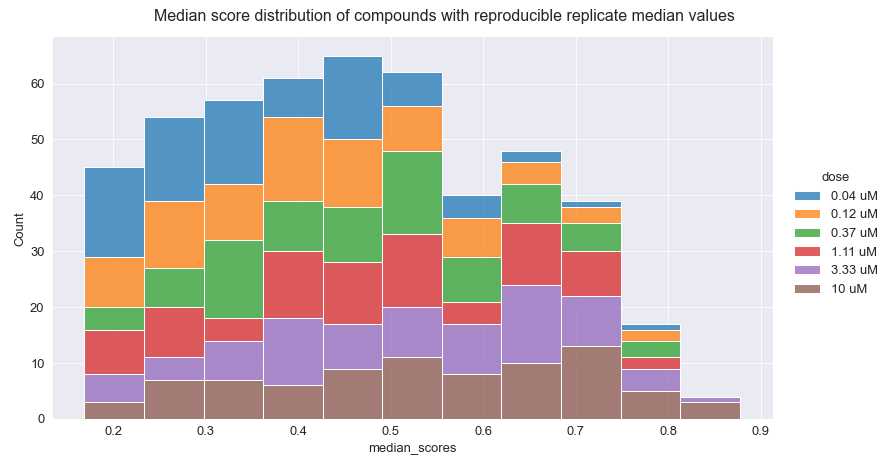 Median score distribution of compounds with reproducible replicate median values
Count
60
50
40
30
20
10
0
0.2 0.3 0.4 0.5 0.6 0.7 0.8 0.9
median_scores
dose
0.04 uM
0.12 uM
0.37 uM
1.11 uM
3.33 uM
10 uM